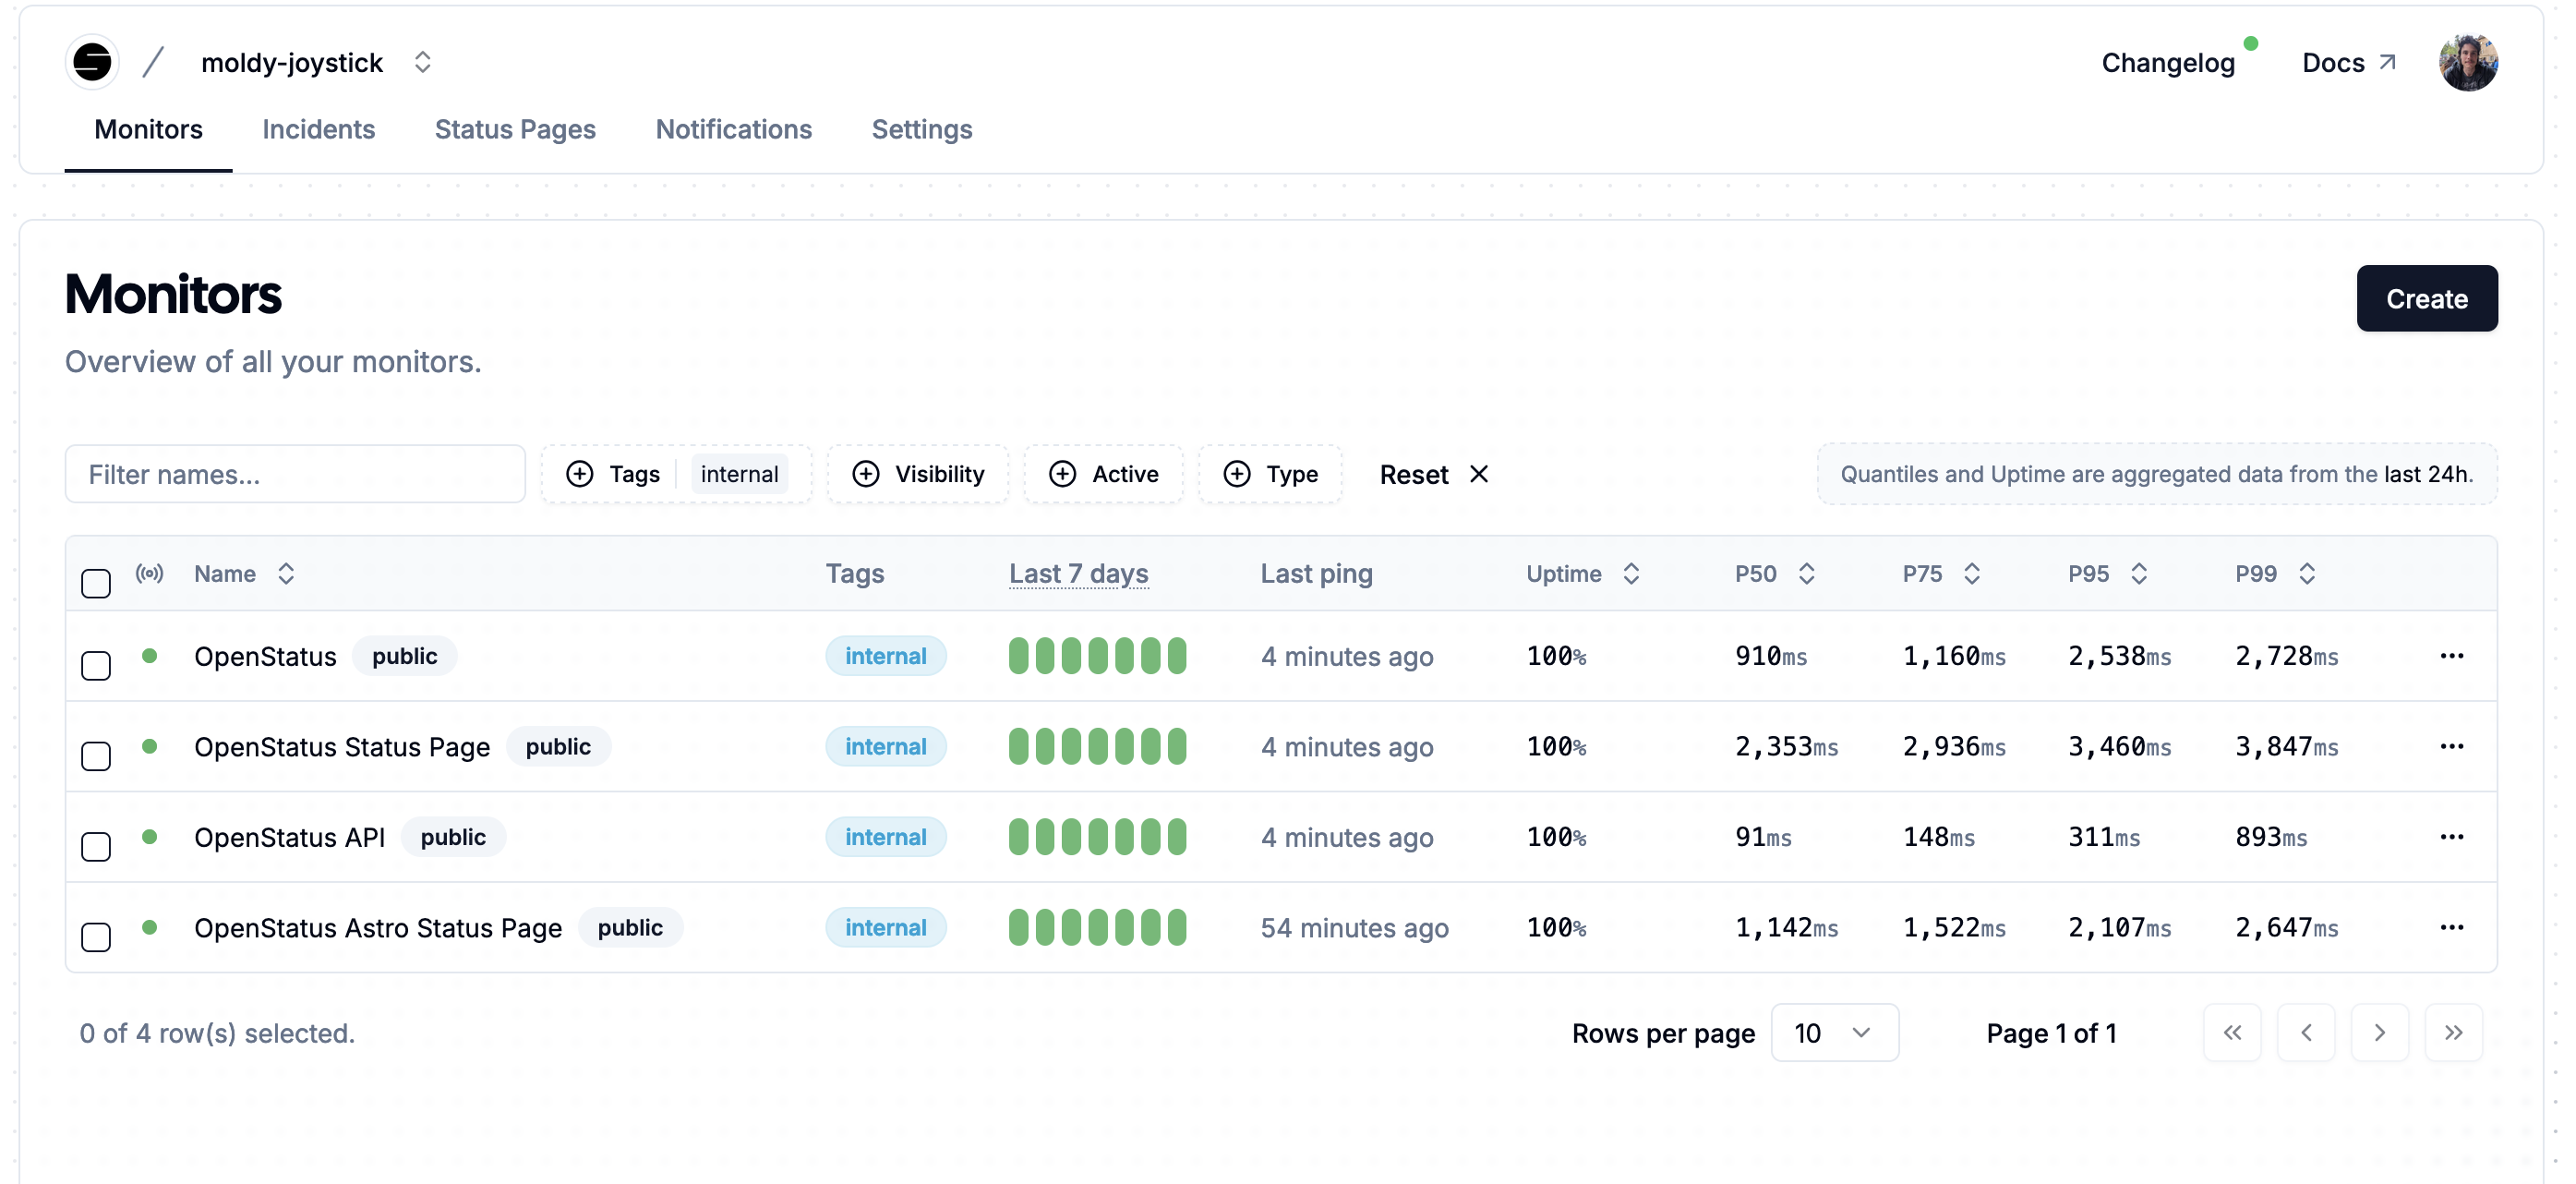 moldy-joystick
Changelog Docs
Monitors Incidents Status Pages Notifications Settings
Monitors
Create
Overview of all your monitors.
Filter names... Tags internal Visibility Active Type Reset Quantiles and Uptime are aggregated data from the last 24h.
Name Tags Last 7 days Last ping Uptime P50 P75 P95 P99
OpenStatus public internal 4 minutes ago 100% 910ms 1,160ms 2,538ms 2,728ms
OpenStatus Status Page public internal 4 minutes ago 100% 2,353ms 2,936ms 3,460ms 3,847ms
OpenStatus API public internal 4 minutes ago 100% 91ms 148ms 311ms 893ms
OpenStatus Astro Status Page public internal 54 minutes ago 100% 1,142ms 1,522ms 2,107ms 2,647ms
0 of 4 row(s) selected. Rows per page 10 Page 1 of 1